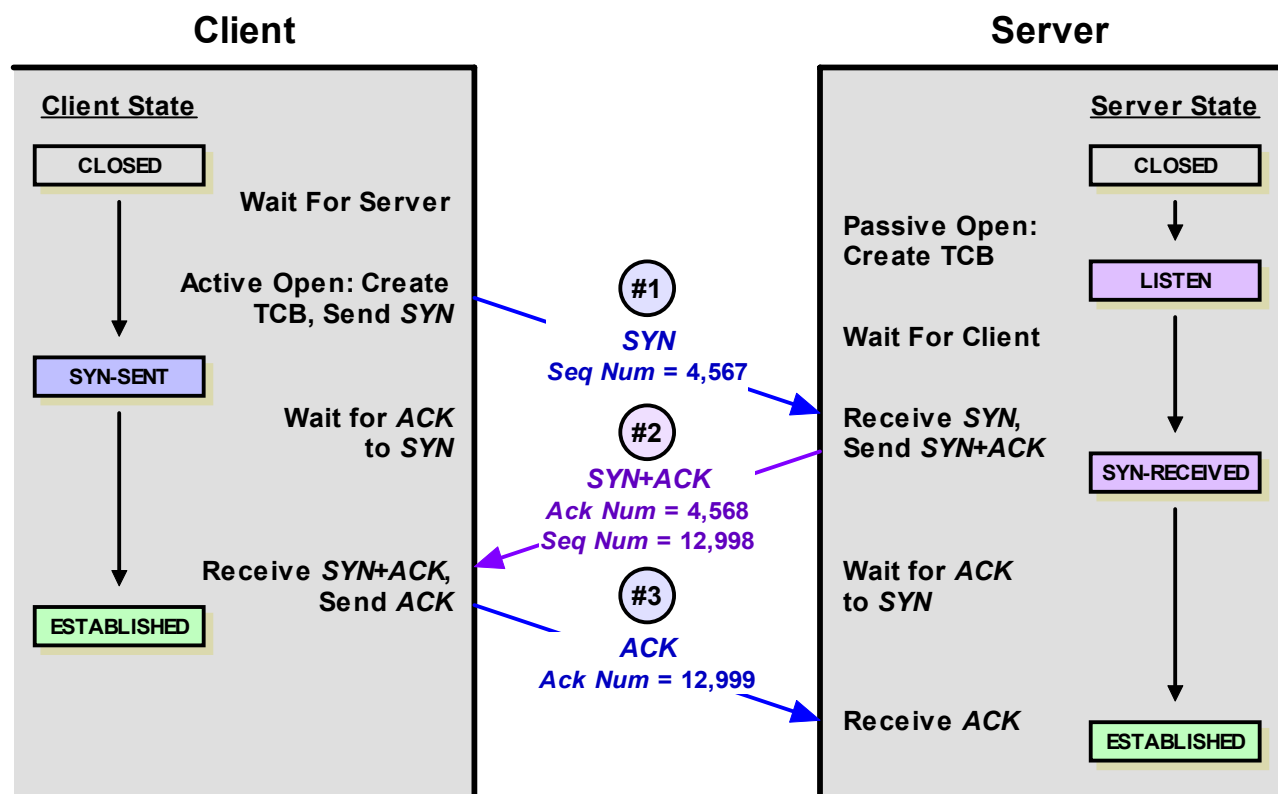 Client
Server
Client State
CLOSED
Wait For Server
Active Open: Create
TCB, Send SYN
SYN-SENT
Wait for ACK
to SYN
Receive SYN+ACK,
Send ACK
ESTABLISHED
#1
SYN
Seq Num = 4,567
#2
SYN+ACK
Ack Num = 4,568
Seq Num = 12,998
#3
ACK
Ack Num = 12,999
Server State
CLOSED
Passive Open:
Create TCB
LISTEN
Wait For Client
Receive SYN,
Send SYN+ACK
SYN-RECEIVED
Wait for ACK
to SYN
Receive ACK
ESTABLISHED